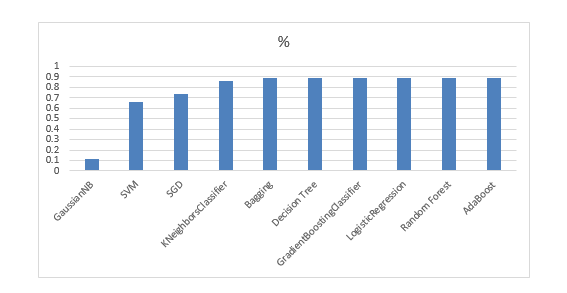 %
1
0.9
0.8
0.7
0.6
0.5
0.4
0.3
0.2
0.1
0
GaussianNB
SVM
SGD
KNeighborsClassifier
Bagging
Decision Tree
GradientBoostingClassifier
LogisticRegression
Random Forest
AdaBoost